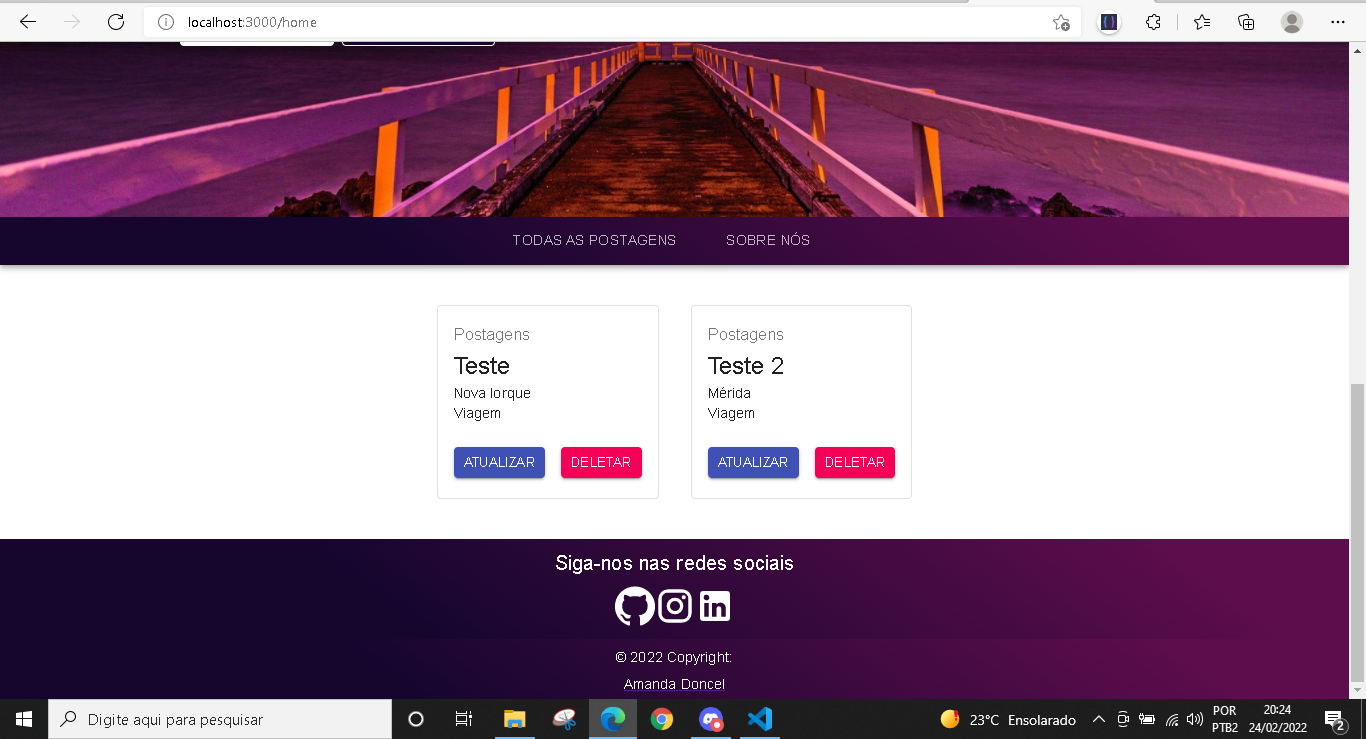 localhost:3000/home
TODAS AS POSTAGENS SOBRE NÓS
Postagens
Teste
Nova Iorque
Viagem
ATUALIZAR DELETAR
Postagens
Teste 2
Mérida
Viagem
ATUALIZAR DELETAR
Siga-nos nas redes sociais
in
© 2022 Copyright:
Amanda Doncel
Digite aqui para pesquisar
23°C Ensolarado
POR
PTB2
20:24
24/02/2022
2